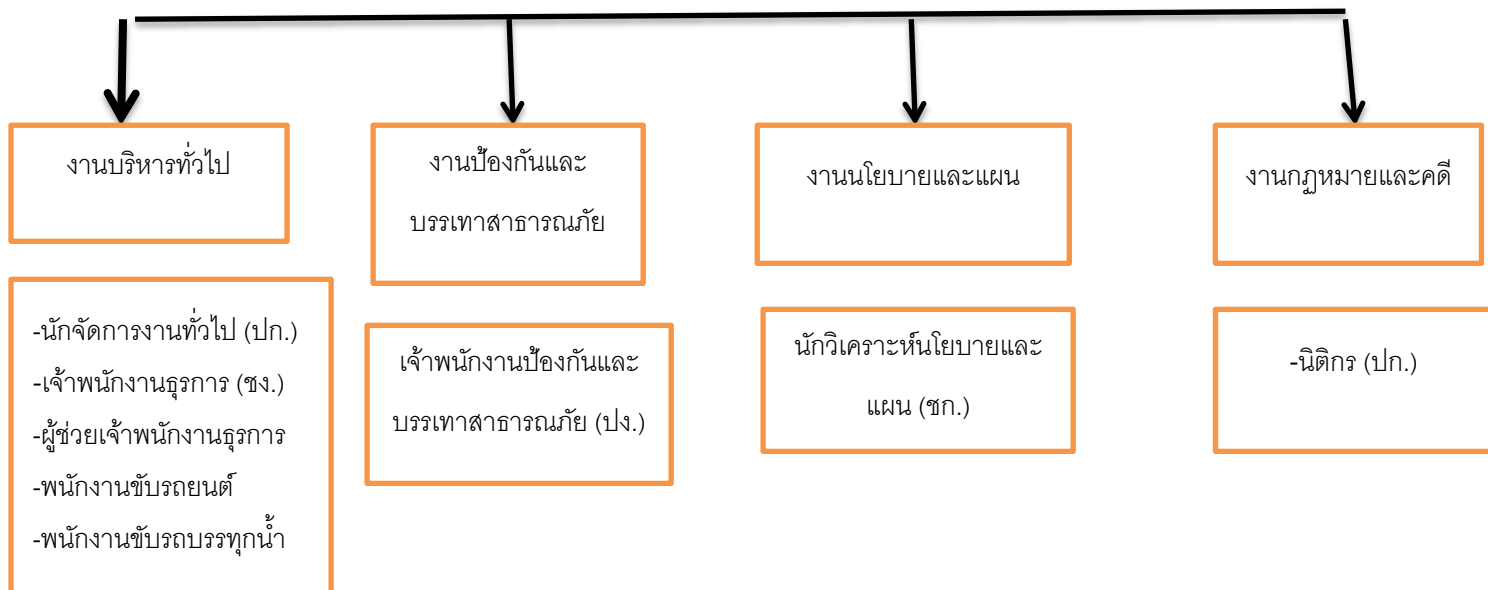 งานบริหารทั่วไป
งานป้องกันและ
บรรเทาสาธารณภัย
งานนโยบายและแผน
งานกฎหมายและคดี
-นักจัดการงานทั่วไป (ปก.)
-เจ้าพนักงานธุรการ (ชง.)
-ผู้ช่วยเจ้าพนักงานธุรการ
-พนักงานขับรถยนต์
-พนักงานขับรถบรรทุกน้ำ
เจ้าพนักงานป้องกันและ
บรรเทาสาธารณภัย (ปง.)
นักวิเคราะห์นโยบายและ
แผน (ชก.)
-นิติกร (ปก.)